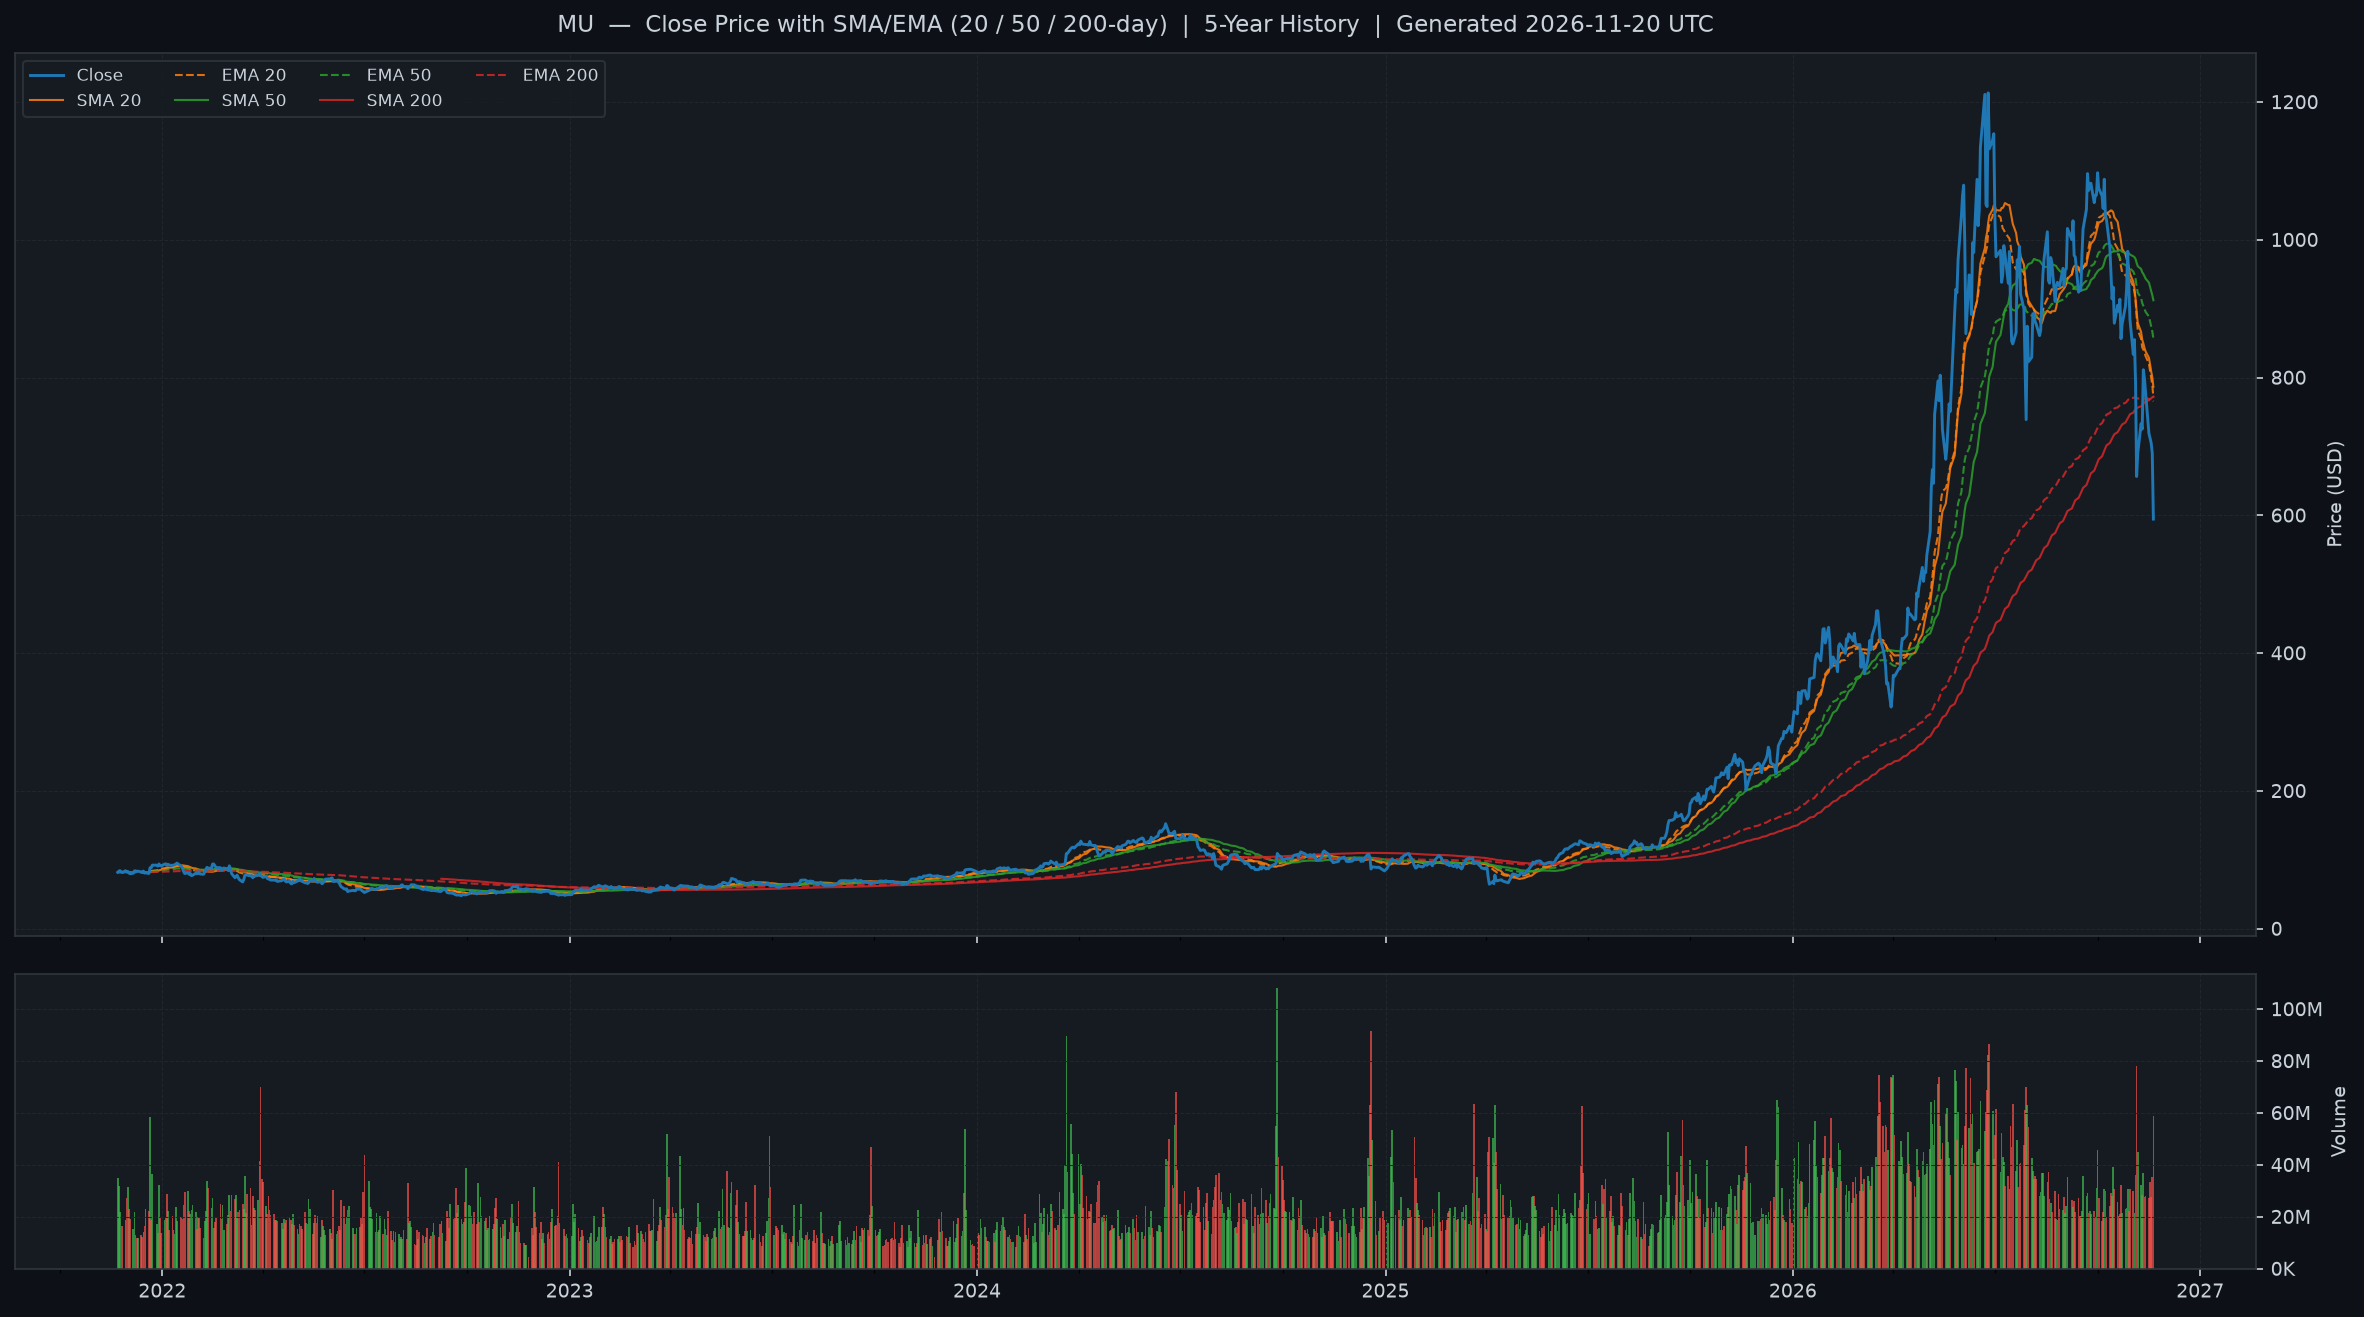 MU — Close Price with SMA/EMA (20 / 50 / 200-day) | 5-Year History | Generated 2026-11-20 UTC
Close EMA 20 EMA 50 EMA 200
SMA 20 SMA 50 SMA 200
1200
1000
800
600
400
200
0
Price (USD)
100M
80M
60M
40M
20M
0K
Volume
2022 2023 2024 2025 2026 2027